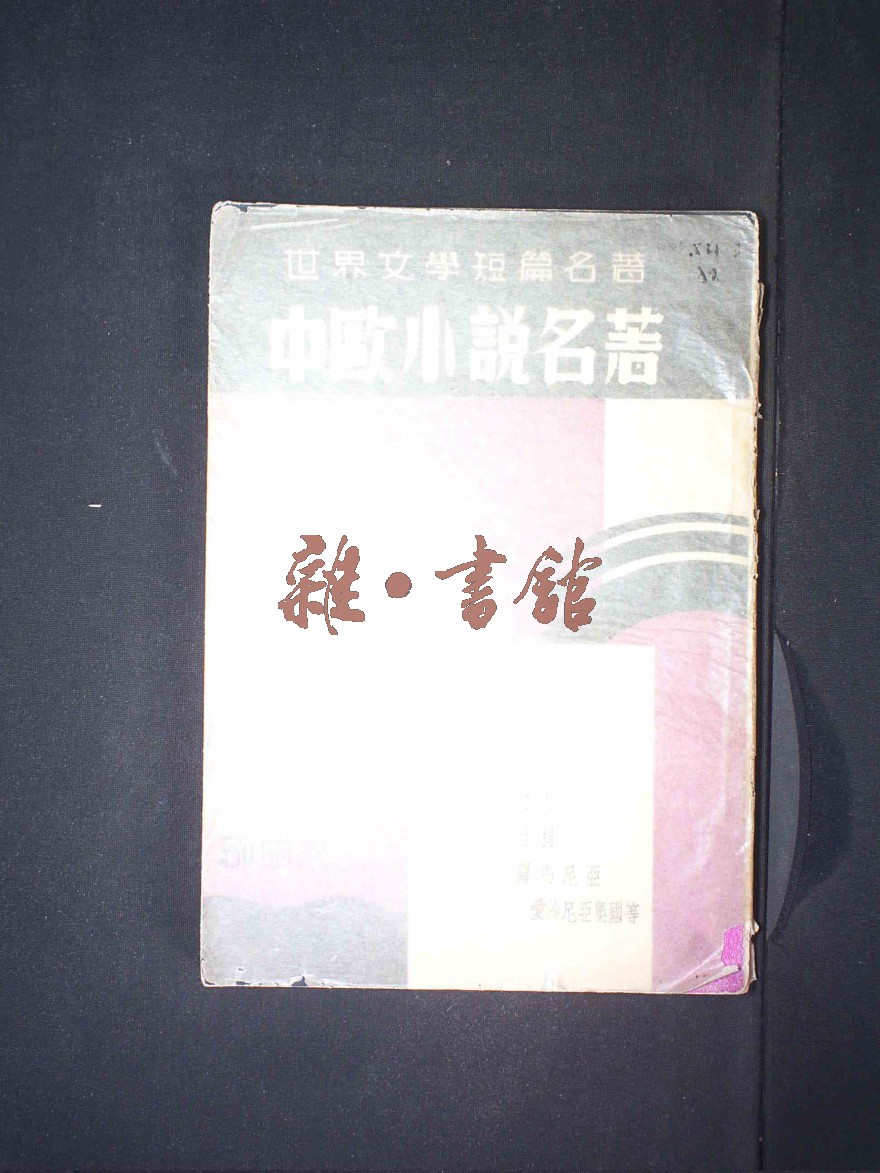 世界文學短篇名著
中歐小說名著
雜·書館
羅馬尼亞
愛沙尼亞奧國等